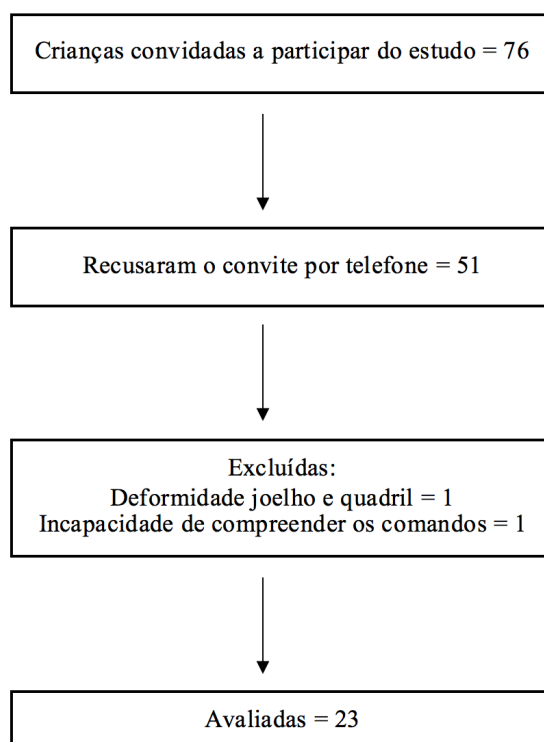 Crianças convidadas a participar do estudo = 76
Recusaram o convite por telefone = 51
Excluídas:
Deformidade joelho e quadril = 1
Incapacidade de compreender os comandos = 1
Avaliadas = 23